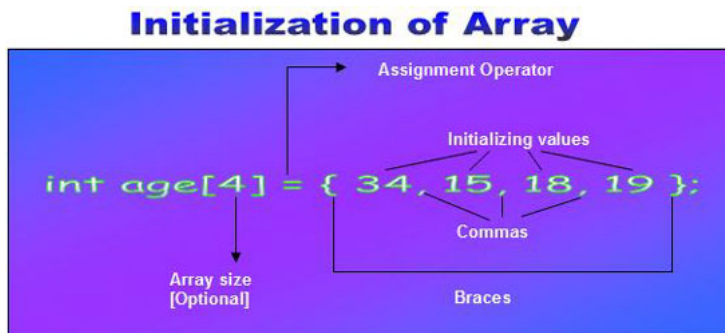 Initialization of Array
Assignment Operator
Initializing values
int age[4] = { 34, 15, 18, 19 };
Commas
Array size
[Optional]
Braces